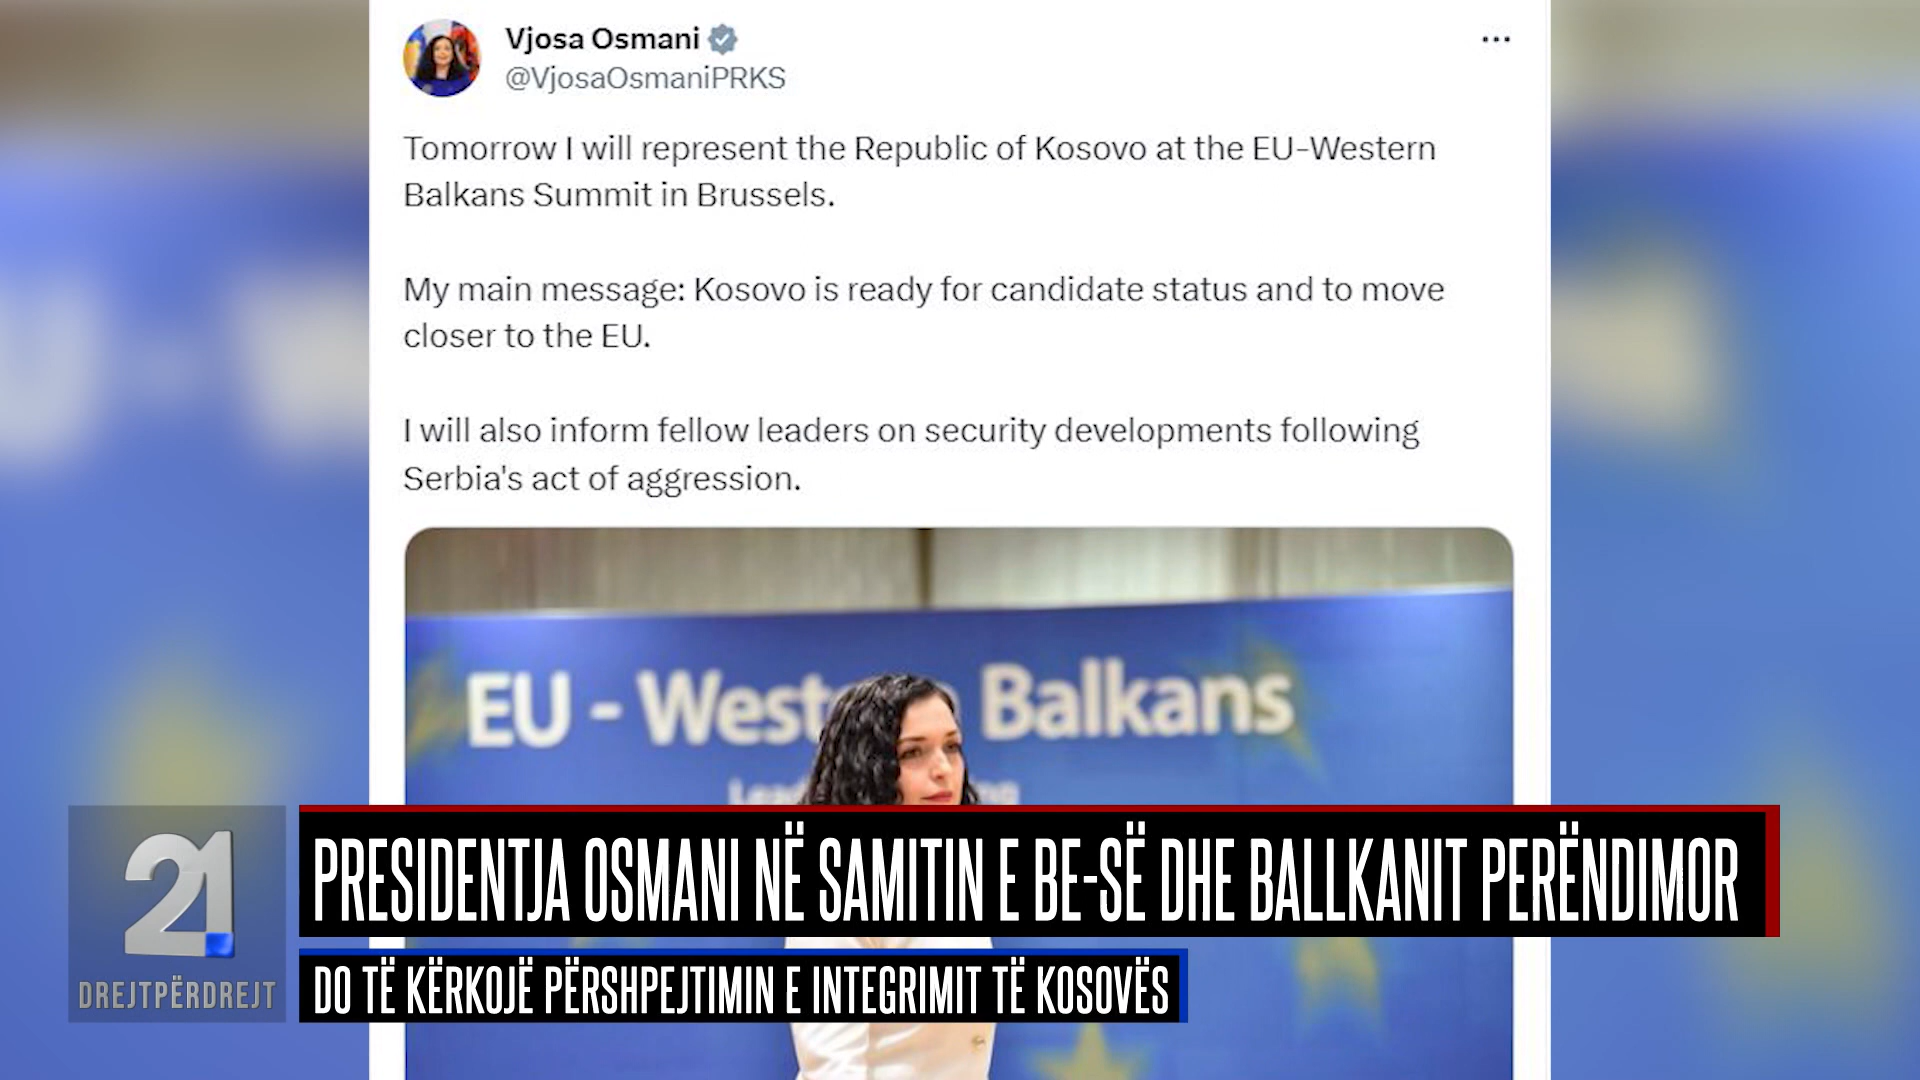 Vjosa Osmani
@VjosaOsmaniPRKS
Tomorrow I will represent the Republic of Kosovo at the EU-Western
Balkans Summit in Brussels.
My main message: Kosovo is ready for candidate status and to move
closer to the EU.
I will also inform fellow leaders on security developments following
Serbia's act of aggression.
EU - West Balkans
21
DREJTPËRDREJT
PRESIDENTJA OSMANI NË SAMITIN E BE-SË DHE BALLKANIT PERËNDIMOR
DO TË KËRKOJË PËRSHPEJTIMIN E INTEGRIMIT TË KOSOVËS